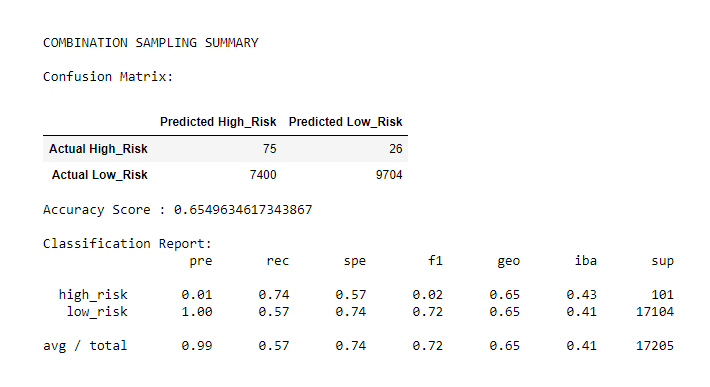 COMBINATION SAMPLING SUMMARY
Confusion Matrix:
Predicted High_Risk Predicted Low_Risk
Actual High_Risk 75 26
Actual Low_Risk 7400 9704
Accuracy Score : 0.6549634617343867
Classification Report:
pre rec spe f1 geo iba sup
high_risk 0.01 0.74 0.57 0.02 0.65 0.43 101
low_risk 1.00 0.57 0.74 0.72 0.65 0.41 17104
avg / total 0.99 0.57 0.74 0.72 0.65 0.41 17205